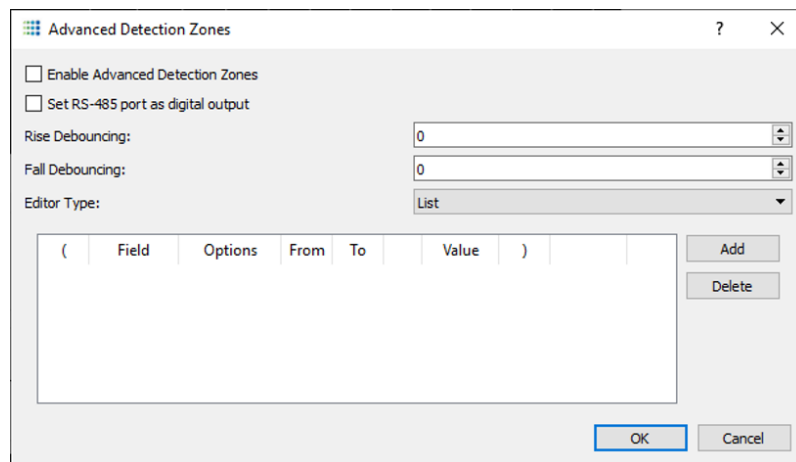 Advanced Detection Zones ?
Enable Advanced Detection Zones
Set RS-485 port as digital output
Rise Debouncing: 0
Fall Debouncing: 0
Editor Type: List
( Field Options From To Value ) Add
Delete
OK Cancel